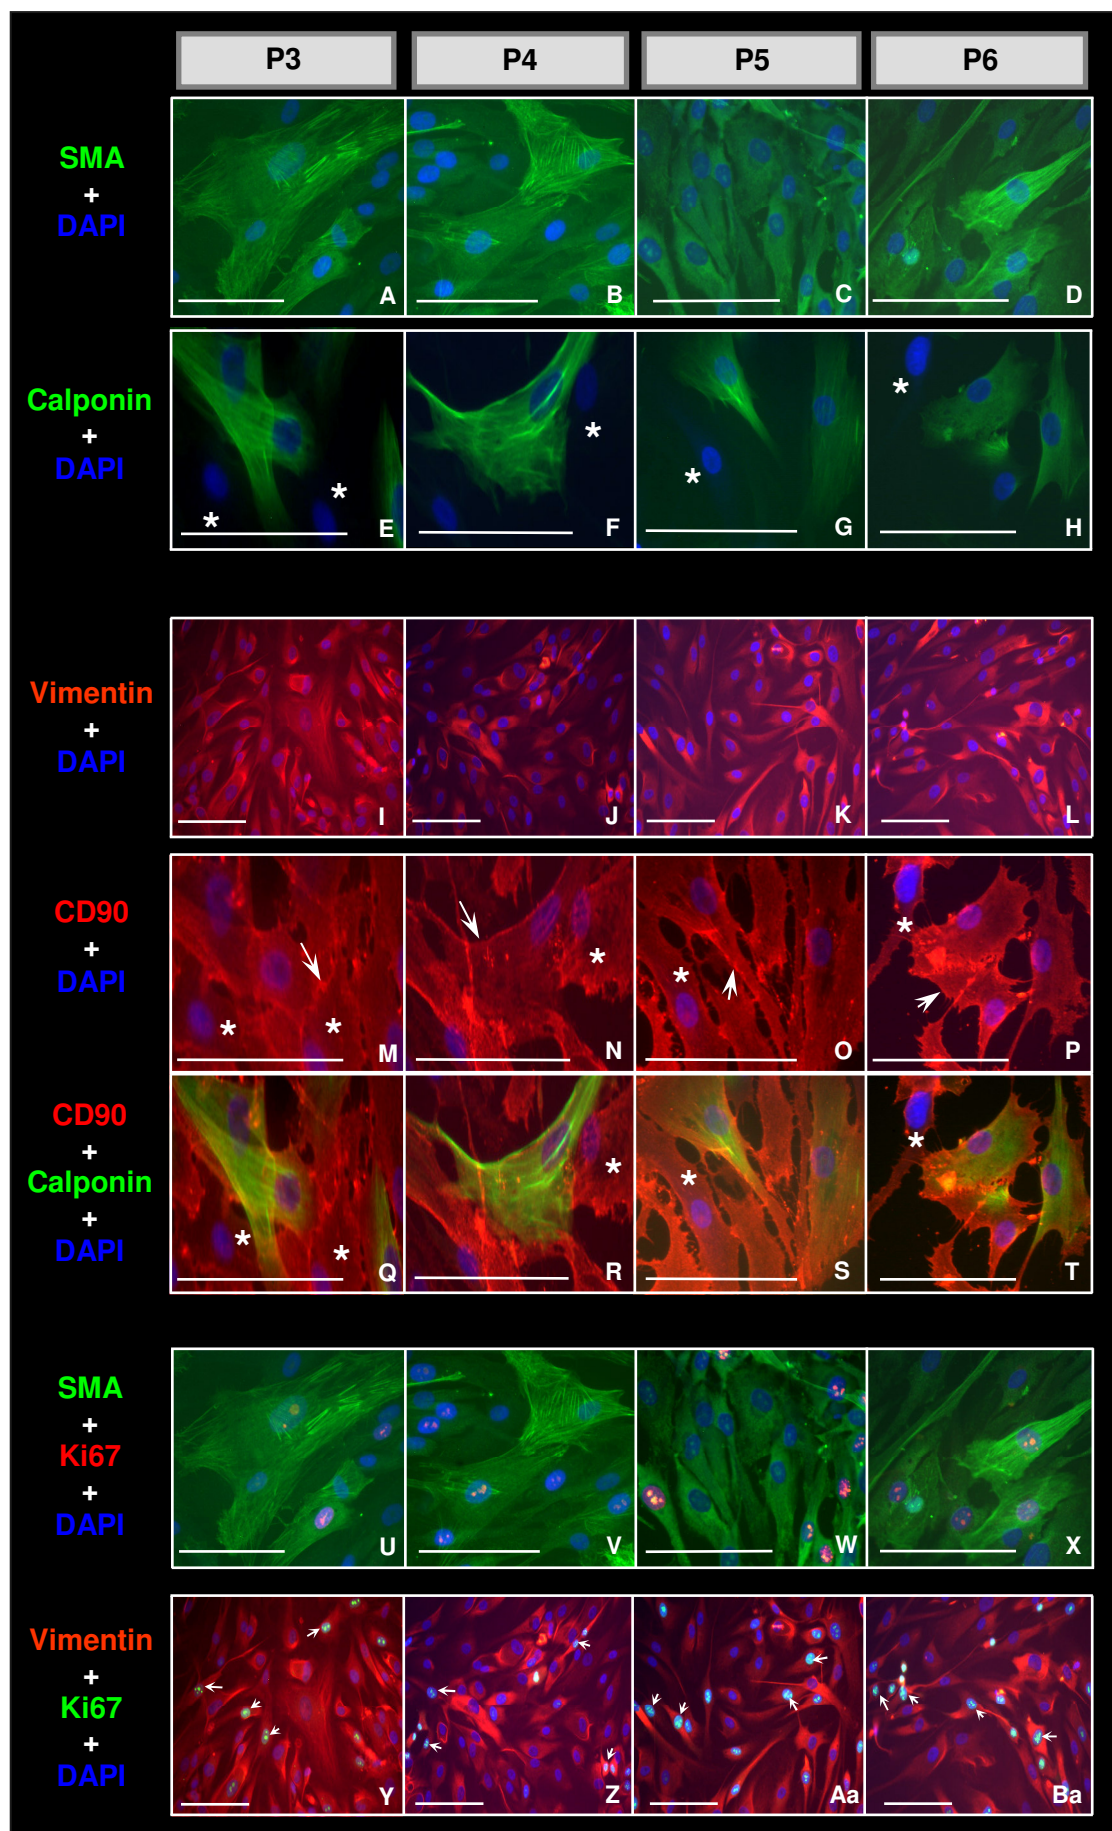 P3 P4 P5 P6
SMA
+
DAPI
A B C D
Calponin
+
DAPI
* * * * *
E F G H
Vimentin
+
DAPI
I J K L
CD90
+
DAPI
* * * * *
M N O P
CD90
+
Calponin
+
DAPI
* * * * *
Q R S T
SMA
+
Ki67
+
DAPI
U V W X
Vimentin
+
Ki67
+
DAPI
Y Z Aa Ba